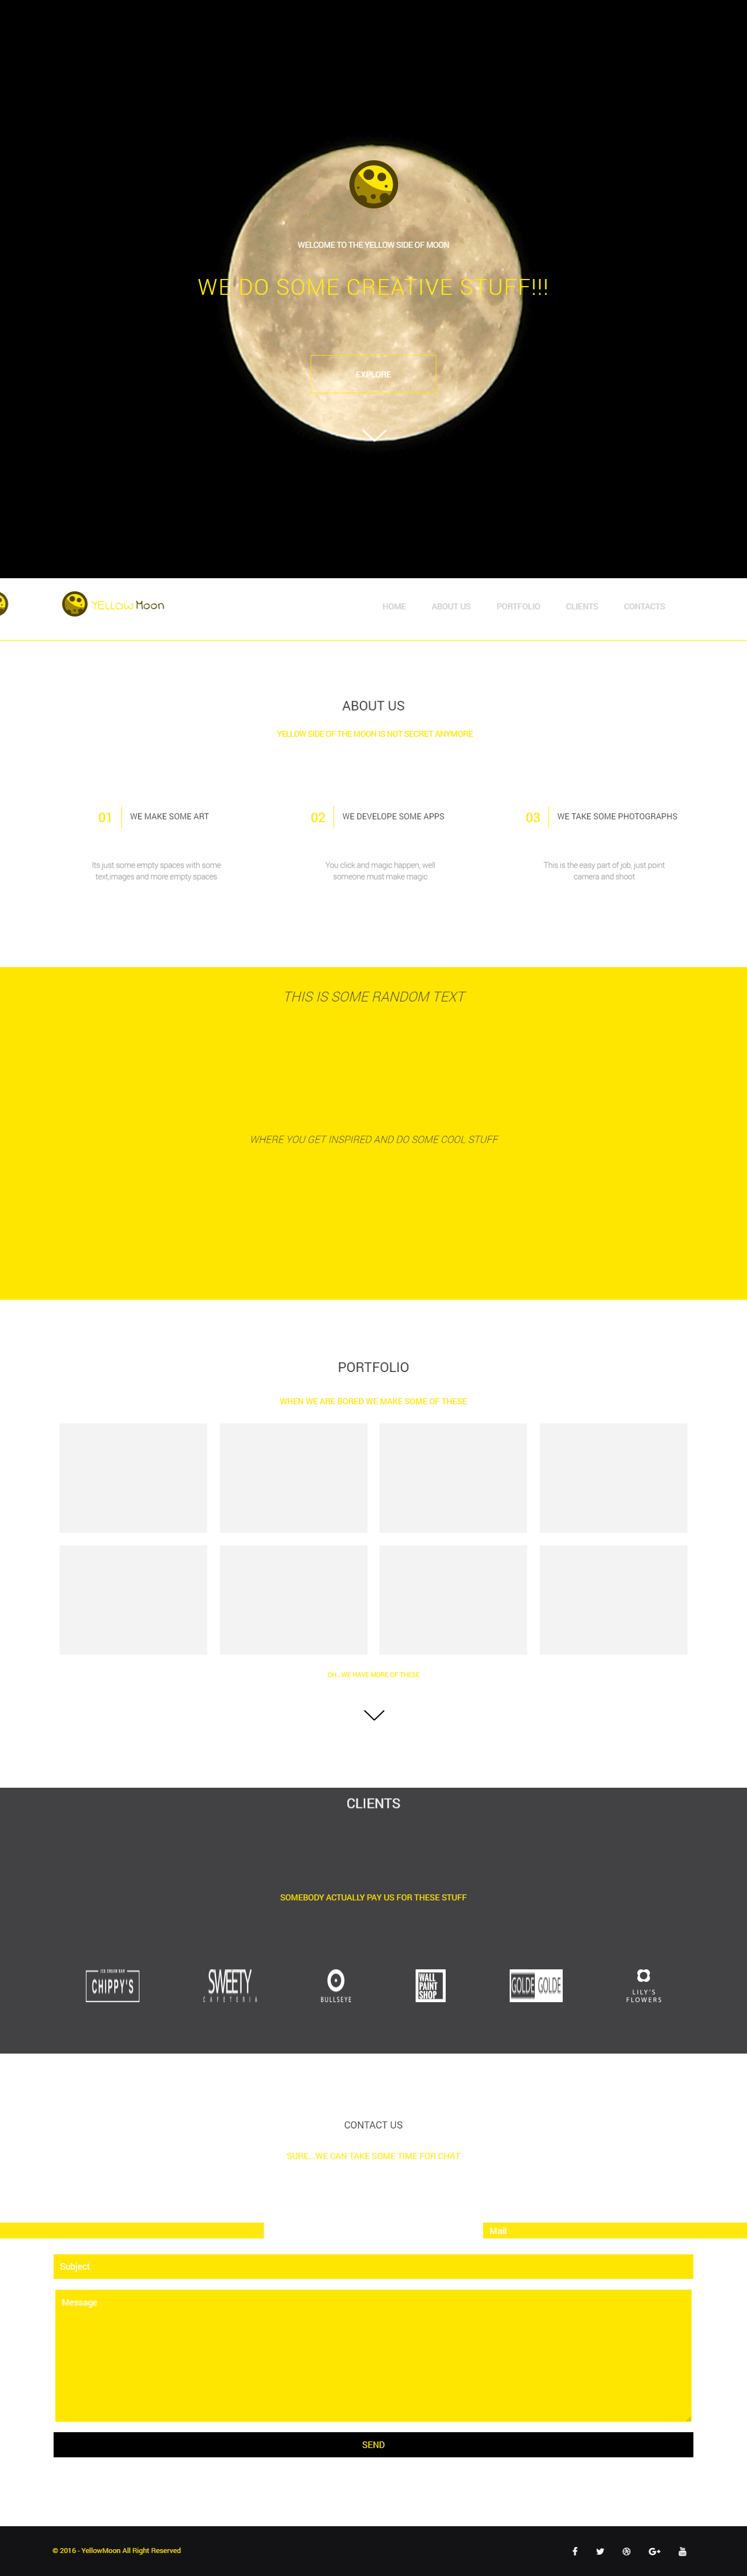 WELCOME TO THE YELLOW SIDE OF MOON
WE DO SOME CREATIVE STUFF!!!
EXPLORE
YELLOW Moon
HOME ABOUT US PORTFOLIO CLIENTS CONTACTS
ABOUT US
YELLOW SIDE OF THE MOON IS NOT SECRET ANYMORE
01 WE MAKE SOME ART
Its just some empty spaces with some
text,images and more empty spaces
02 WE DEVELOPE SOME APPS
You click and magic happen, well
someone must make magic
03 WE TAKE SOME PHOTOGRAPHS
This is the easy part of job, just point
camera and shoot
THIS IS SOME RANDOM TEXT
WHERE YOU GET INSPIRED AND DO SOME COOL STUFF
PORTFOLIO
WHEN WE ARE BORED WE MAKE SOME OF THESE
OH...WE HAVE MORE OF THESE
CLIENTS
SOMEBODY ACTUALLY PAY US FOR THESE STUFF
ICE CREAM BAR
CHIPPY'S
SWEETY
CAFETERIA
BULLSEYE
WALL
PAINT
SHOP
GOLDE GOLDE
LILY'S
FLOWERS
CONTACT US
SURE...WE CAN TAKE SOME TIME FOR CHAT
Mail
Subject
Message
SEND
© 2016 - YellowMoon All Right Reserved